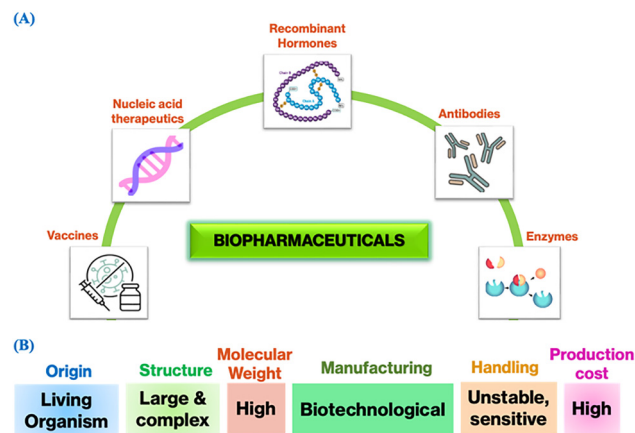 (A)
Recombinant
Hormones
Nucleic acid
therapeutics
Antibodies
Vaccines
BIOPHARMACEUTICALS
Enzymes
(B)
Origin
Structure
Molecular
Weight
Manufacturing
Handling
Production
cost
Living
Organism
Large &
complex
High
Biotechnological
Unstable,
sensitive
High